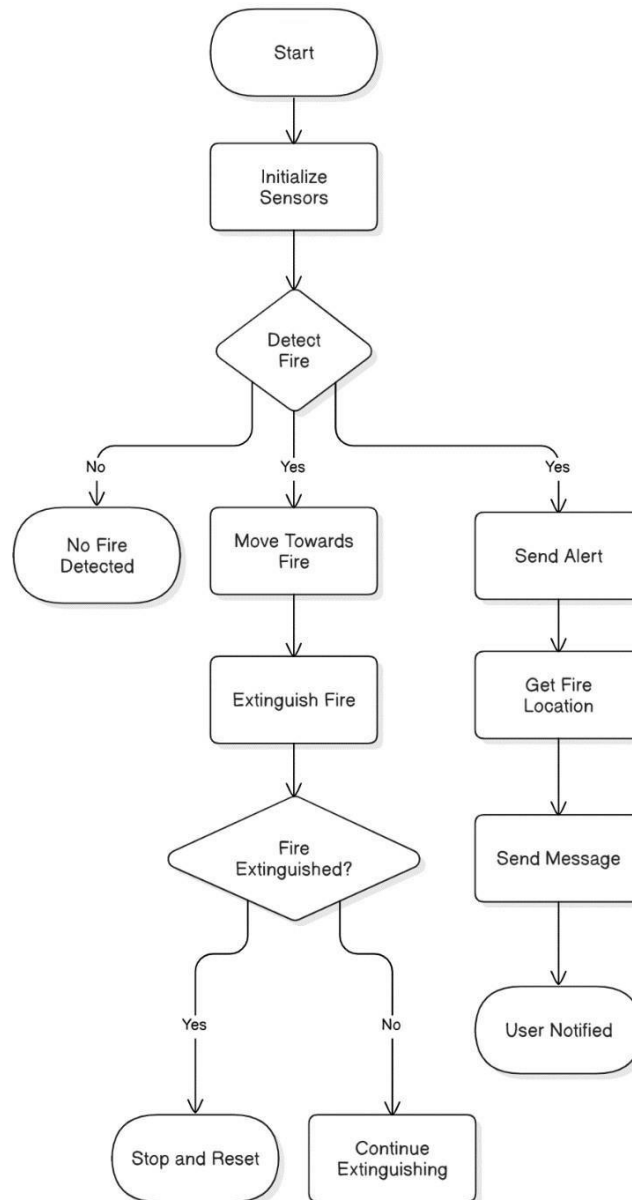 Start
Initialize
Sensors
Detect
Fire
No
Yes
Yes
No Fire
Detected
Move Towards
Fire
Send Alert
Extinguish Fire
Get Fire
Location
Fire
Extinguished?
Send Message
Yes
No
User Notified
Stop and Reset
Continue
Extinguishing